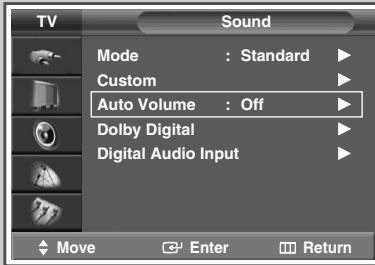 TV Sound
Mode : Standard
Custom
Auto Volume : Off
Dolby Digital
Digital Audio Input
Move Enter Return